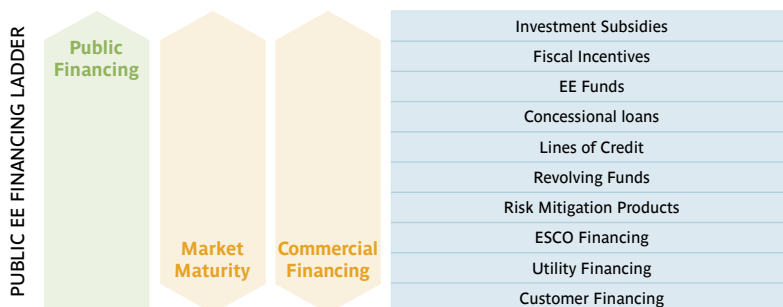 PUBLIC EE FINANCING LADDER
Public
Financing
Market
Maturity
Commercial
Financing
Investment Subsidies
Fiscal Incentives
EE Funds
Concessional loans
Lines of Credit
Revolving Funds
Risk Mitigation Products
ESCO Financing
Utility Financing
Customer Financing